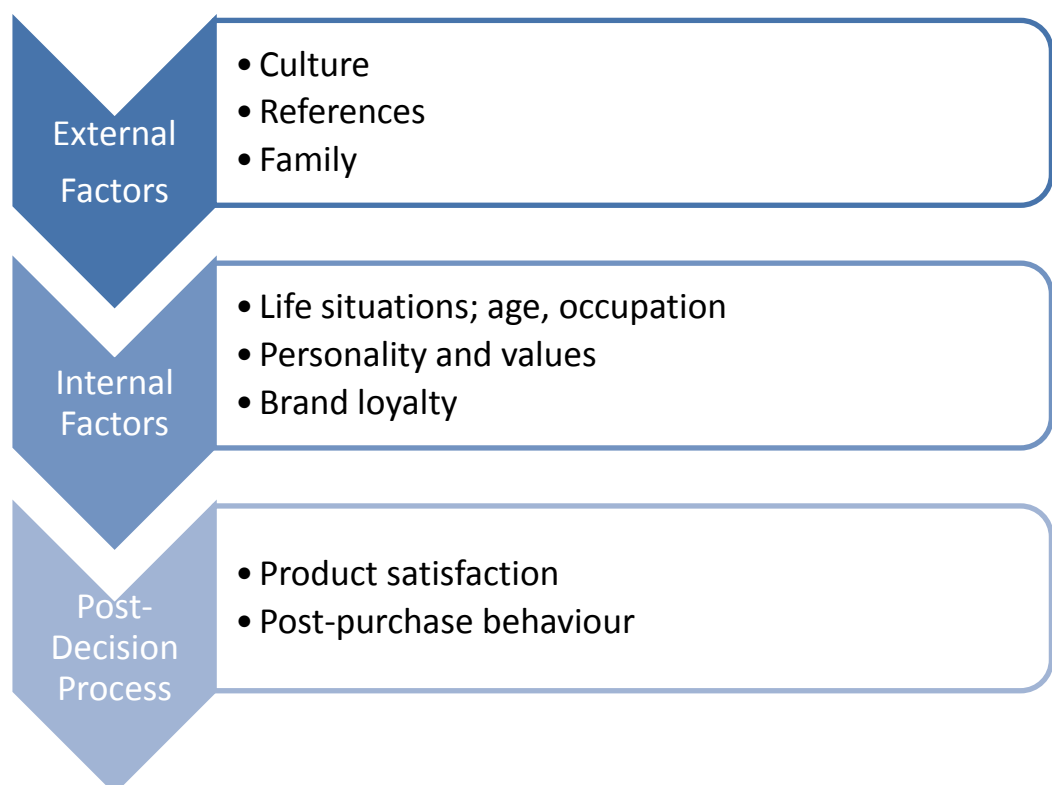 External
Factors
• Culture
• References
• Family
Internal
Factors
• Life situations; age, occupation
• Personality and values
• Brand loyalty
Post-
Decision
Process
• Product satisfaction
• Post-purchase behaviour